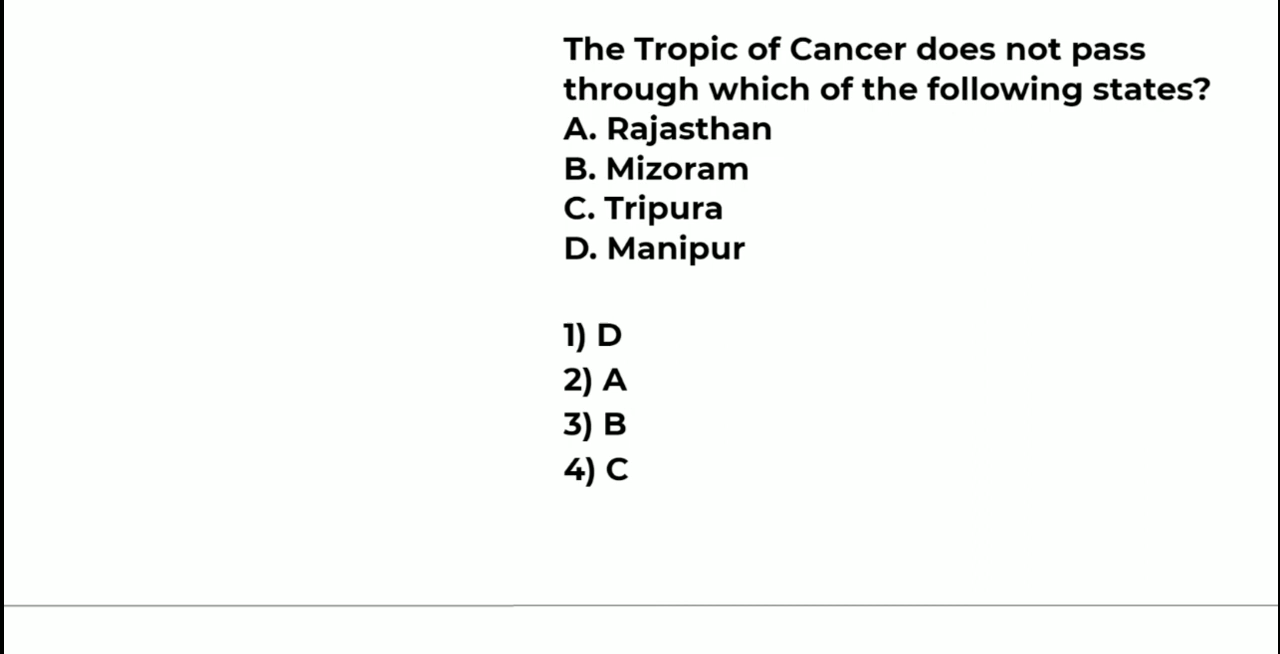 The Tropic of Cancer does not pass
through which of the following states?
A. Rajasthan
B. Mizoram
C. Tripura
D. Manipur
1) D
2) A
3) B
4) C